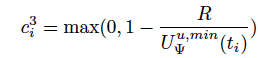 c_i^3 = max(0, 1 − R / U_Ψ^{u,min}(t_i))